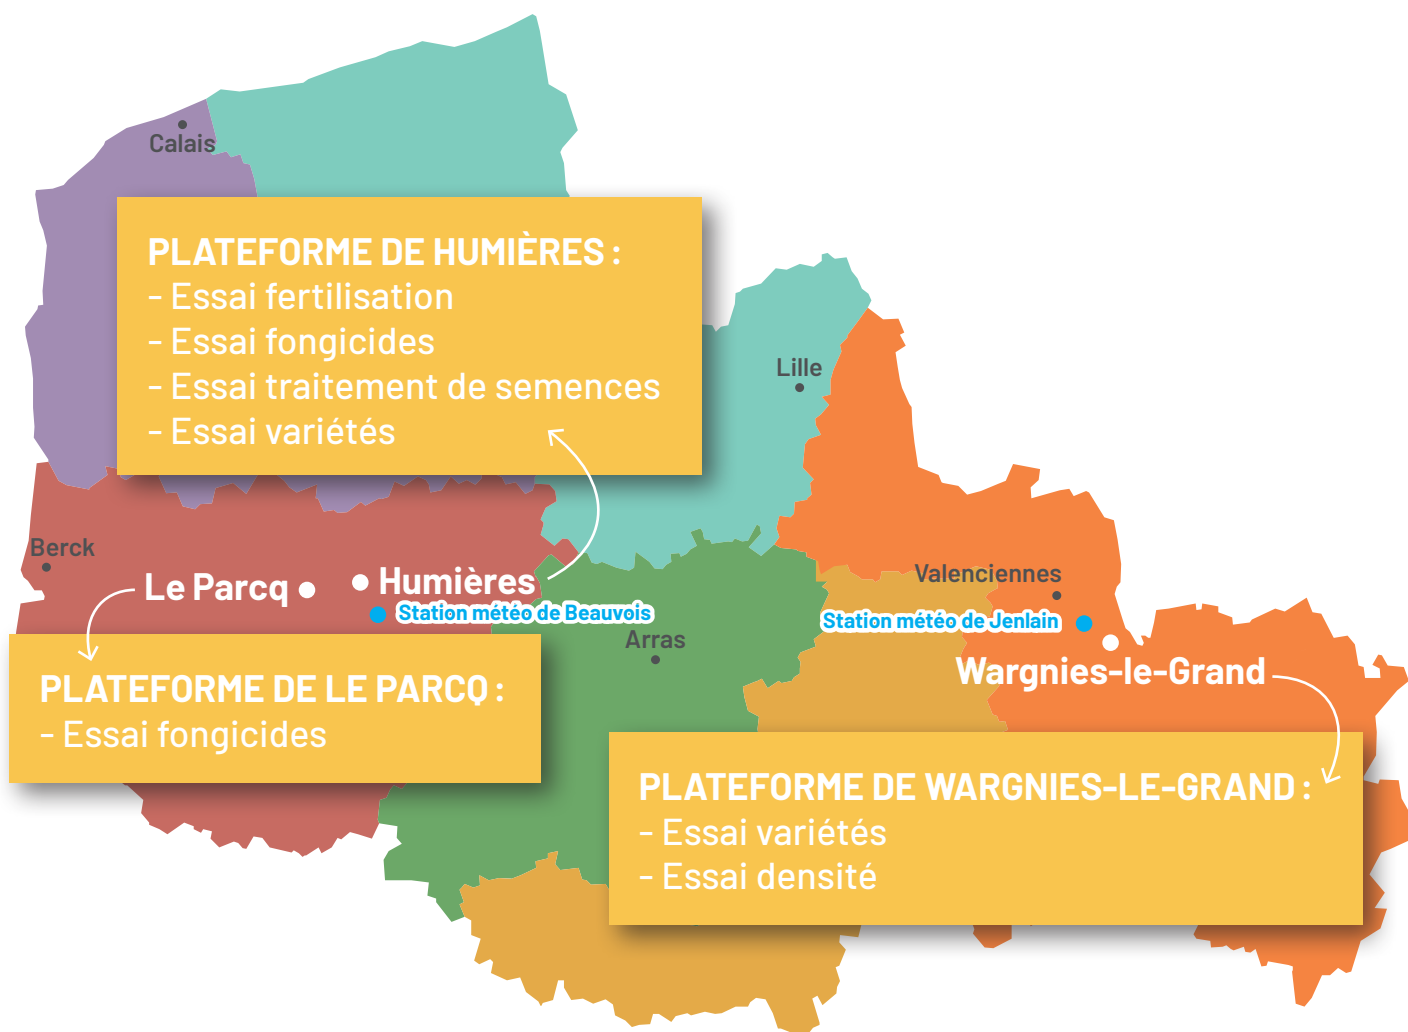 Calais
PLATEFORME DE HUMIÈRES :
- Essai fertilisation
- Essai fongicides
- Essai traitement de semences
- Essai variétés
Lille
Berck
Le Parcq
Humières
Station météo de Beauvois
Arras
Valenciennes
Station météo de Jenlain
Wargnies-le-Grand
PLATEFORME DE LE PARCQ :
- Essai fongicides
PLATEFORME DE WARGNIES-LE-GRAND :
- Essai variétés
- Essai densité